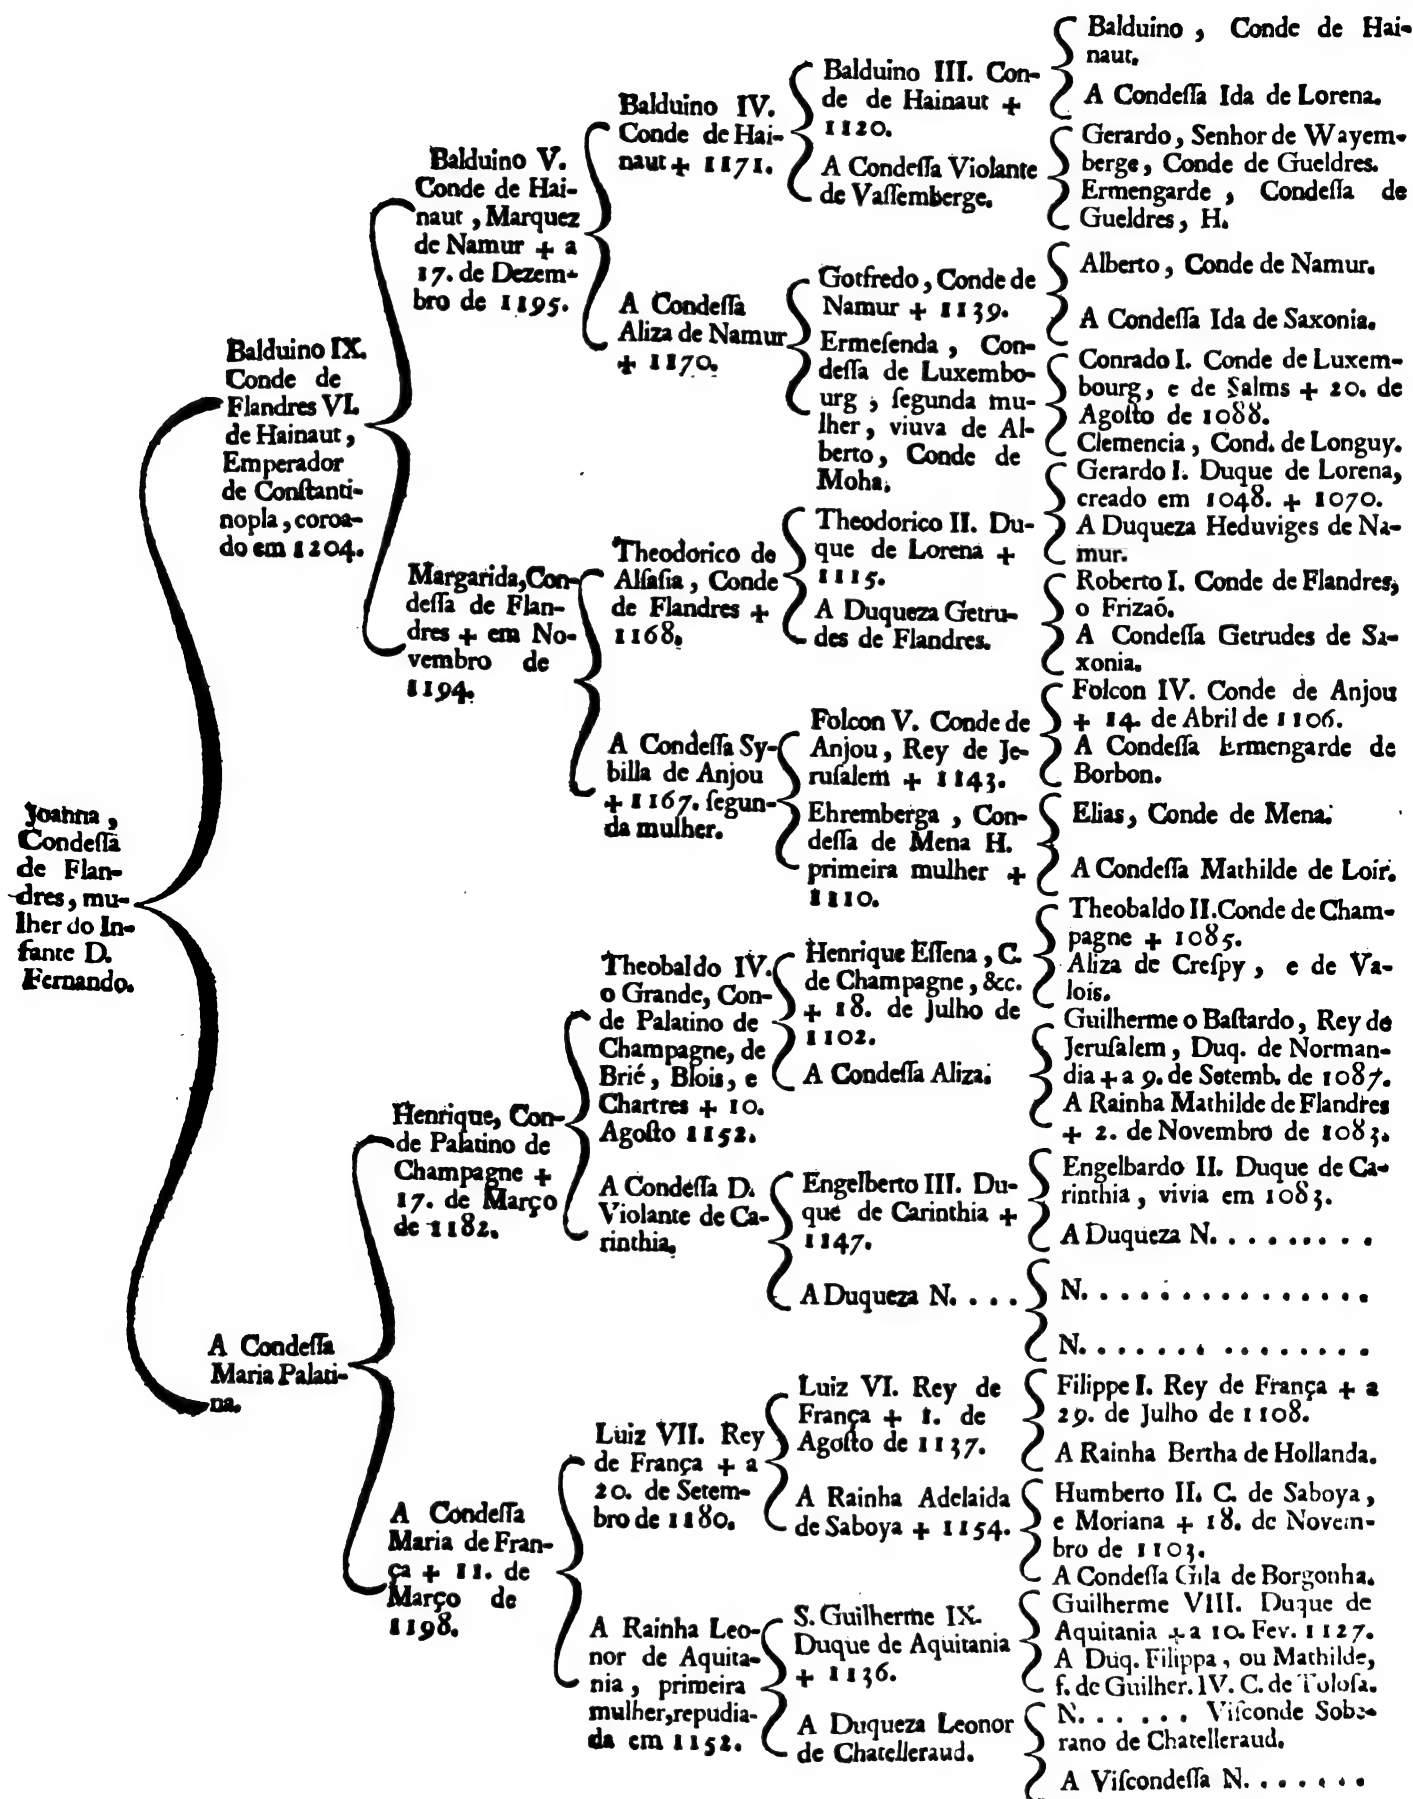 Joanna,
Condeſſa
de Flan-
dres, mu-
lher do In-
fante D.
Fernando.
Balduino IX.
Conde de
Flandres VI.
de Hainaut,
Emperador
de Conſtanti-
nopla, coroa-
do em 1204.
A Condeſſa
Maria Palati-
na.
Balduino V.
Conde de Hai-
naut, Marquez
de Namur + a
17. de Dezem-
bro de 1195.
Margarida, Con-
deſſa de Flan-
dres + em No-
vembro de
1194.
Henrique, Con-
de Palatino de
Champagne +
17. de Março
de 1182.
A Condeſſa
Maria de Fran-
ça + 11. de
Março de
1198.
Balduino IV.
Conde de Hai-
naut + 1171.
A Condeſſa
Aliza de Namur
+ 1170.
Theodorico de
Alſaſia, Conde
de Flandres +
1168.
A Condeſſa Sy-
billa de Anjou
+ 1167. ſegun-
da mulher.
Theobaldo IV.
o Grande, Con-
de Palatino de
Champagne, de
Brié, Blois, e
Chartres + 10.
Agoſto 1152.
A Condeſſa D.
Violante de Ca-
rinthia.
Luiz VII. Rey
de França + a
20. de Setem-
bro de 1180.
A Rainha Leo-
nor de Aquita-
nia, primeira
mulher, repudia-
da em 1152.
Balduino III. Con-
de de Hainaut +
1120.
A Condeſſa Violante
de Vaſſemberge.
Gotfredo, Conde de
Namur + 1139.
Ermeſenda, Con-
deſſa de Luxembo-
urg, ſegunda mu-
lher, viuva de Al-
berto, Conde de
Moha.
Theodorico II. Du-
que de Lorena +
1115.
A Duqueza Getru-
des de Flandres.
Folcon V. Conde de
Anjou, Rey de Je-
ruſalem + 1143.
Ehremberga, Con-
deſſa de Mena H.
primeira mulher +
1110.
Henrique Eſſena, C.
de Champagne, &c.
+ 18. de Julho de
1102.
A Condeſſa Aliza.
Engelberto III. Du-
que de Carinthia +
1147.
A Duqueza N. . . .
Luiz VI. Rey de
França + 1. de
Agoſto de 1137.
A Rainha Adelaida
de Saboya + 1154.
S. Guilherme IX.
Duque de Aquitania
+ 1136.
A Duqueza Leonor
de Chatelleraud.
Balduino, Conde de Hai-
naut.
A Condeſſa Ida de Lorena.
Gerardo, Senhor de Wayem-
berge, Conde de Gueldres.
Ermengarde, Condeſſa de
Gueldres, H.
Alberto, Conde de Namur.
A Condeſſa Ida de Saxonia.
Conrado I. Conde de Luxem-
bourg, e de Salms + 20. de
Agoſto de 1088.
Clemencia, Cond. de Longuy.
Gerardo I. Duque de Lorena,
creado em 1048. + 1070.
A Duqueza Heduviges de Na-
mur.
Roberto I. Conde de Flandres,
o Frizaõ.
A Condeſſa Getrudes de Sa-
xonia.
Folcon IV. Conde de Anjou
+ 14. de Abril de 1106.
A Condeſſa Ermengarde de
Borbon.
Elias, Conde de Mena.
A Condeſſa Mathilde de Loir.
Theobaldo II. Conde de Cham-
pagne + 1085.
Aliza de Creſpy, e de Va-
lois.
Guilherme o Baſtardo, Rey de
Jeruſalem, Duq. de Norman-
dia + a 9. de Setemb. de 1087.
A Rainha Mathilde de Flandres
+ 2. de Novembro de 1083.
Engelbardo II. Duque de Ca-
rinthia, vivia em 1083.
A Duqueza N. . . . . . . . .
N. . . . . . . . . . . . . . . .
N. . . . . . . . . . . . . . . .
Filippe I. Rey de França + a
29. de Julho de 1108.
A Rainha Bertha de Hollanda.
Humberto II. C. de Saboya,
e Moriana + 18. de Novem-
bro de 1103.
A Condeſſa Gila de Borgonha.
Guilherme VIII. Duque de
Aquitania + a 10. Fev. 1127.
A Duq. Filippa, ou Mathilde,
f. de Guilher. IV. C. de Toloſa.
N. . . . . . Viſconde Sobe-
rano de Chatelleraud.
A Viſcondeſſa N. . . . . . .